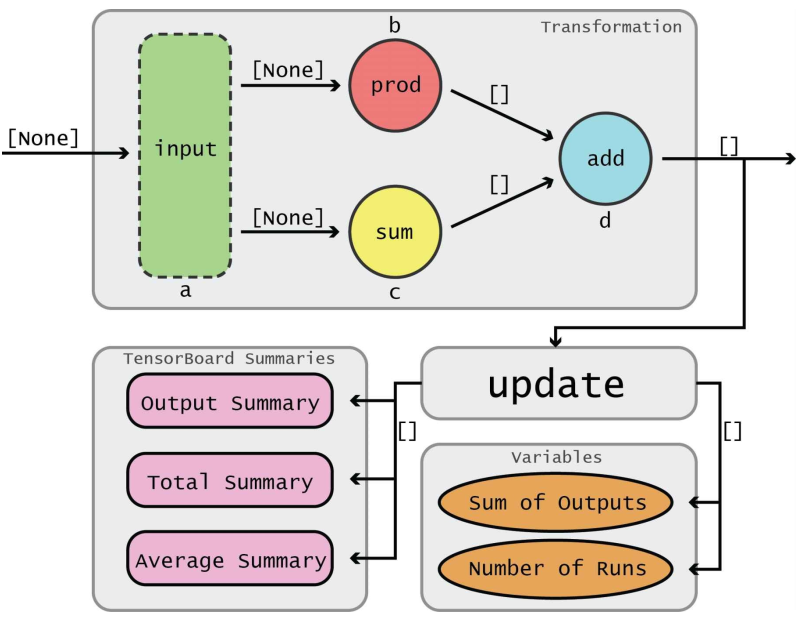 Transformation
b
[None]
prod
[]
[None]
input
add
[]
[None]
sum
[]
d
a
c
TensorBoard Summaries
Output Summary
Total Summary
Average Summary
update
[]
[]
Variables
Sum of Outputs
Number of Runs